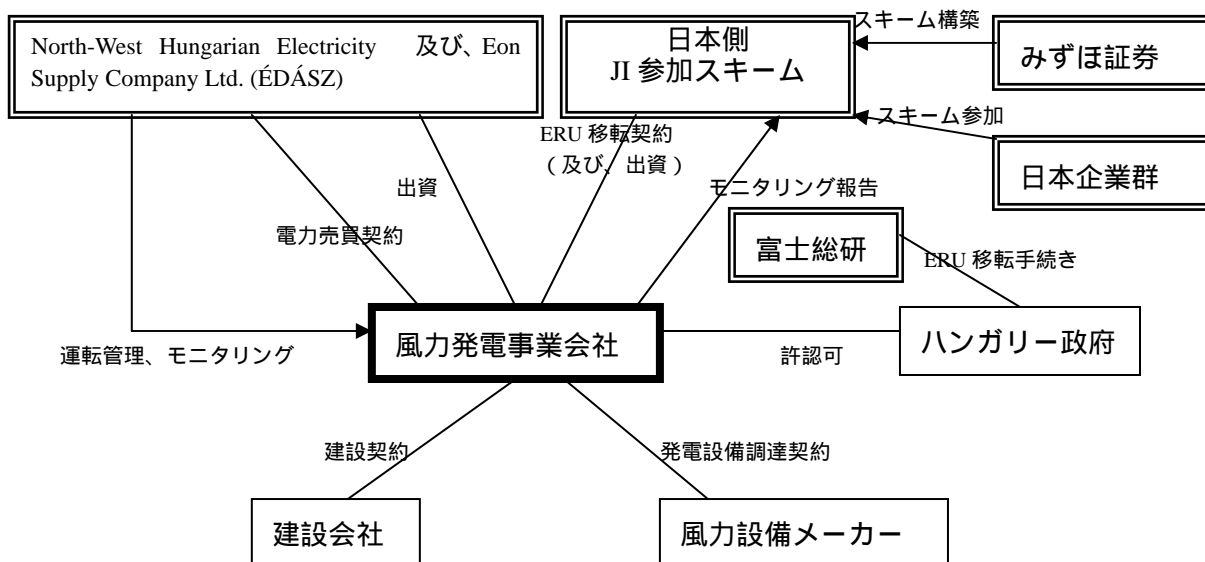 スキーム構築
North-West Hungarian Electricity 及び、Eon
Supply Company Ltd. (ÉDÁSZ)
日本側
JI 参加スキーム
みずほ証券
スキーム参加
ERU 移転契約
（及び、出資）
日本企業群
出資
モニタリング報告
電力売買契約
富士総研
ERU 移転手続き
風力発電事業会社
ハンガリー政府
運転管理、モニタリング
許認可
建設契約
発電設備調達契約
建設会社
風力設備メーカー